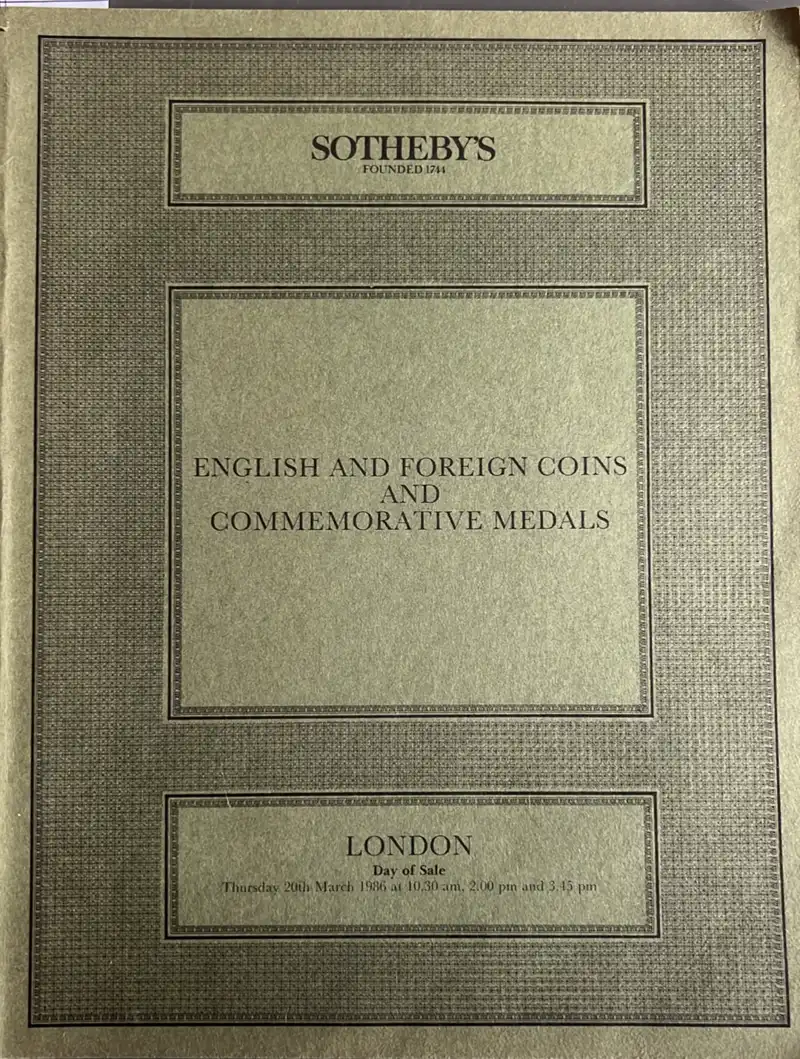 SOTHEBY'S
FOUNDED 1744
ENGLISH AND FOREIGN COINS
AND
COMMEMORATIVE MEDALS
LONDON
Day of Sale
Thursday 20th March 1986 at 10.30 am, 2.00 pm and 3.45 pm